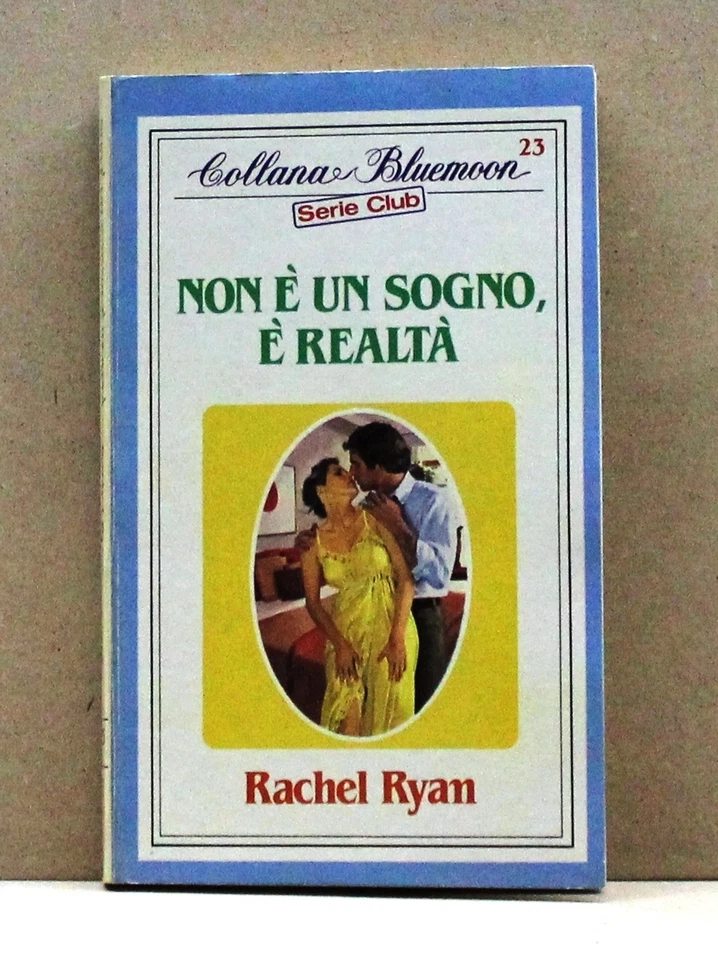 23
Collana Bluemoon
Serie Club
NON È UN SOGNO,
È REALTÀ
Rachel Ryan